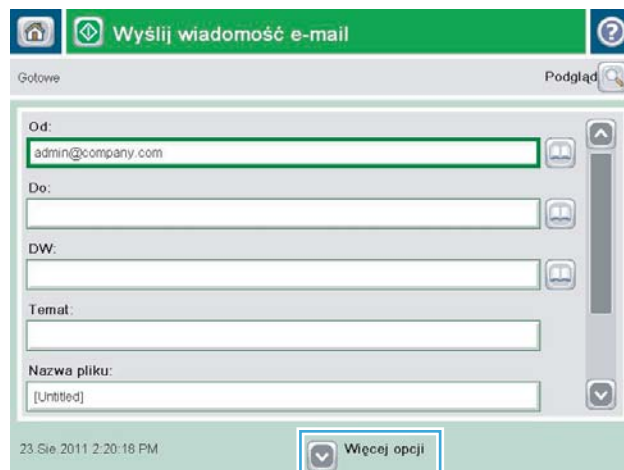 Wyślij wiadomość e-mail
Gotowe
Podgląd
Od:
admin@company.com
Do:
DW:
Temat:
Nazwa pliku:
[Untitled]
23 Sie 2011 2:20:18 PM
Więcej opcji